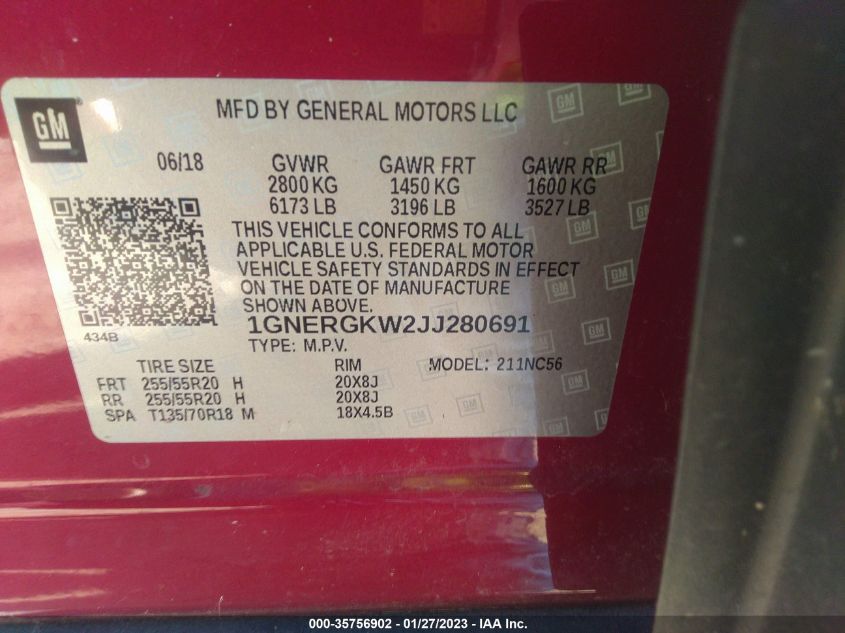 GM
MFD BY GENERAL MOTORS LLC
06/18 GVWR GAWR FRT GAWR RR
2800 KG 1450 KG 1600 KG
6173 LB 3196 LB 3527 LB
THIS VEHICLE CONFORMS TO ALL
APPLICABLE U.S. FEDERAL MOTOR
VEHICLE SAFETY STANDARDS IN EFFECT
ON THE DATE OF MANUFACTURE
SHOWN ABOVE.
434B 1GNERGKW2JJ280691
TYPE: M.P.V.
TIRE SIZE RIM MODEL: 211NC56
FRT 255/55R20 H 20X8J
RR 255/55R20 H 20X8J
SPA T135/70R18 M 18X4.5B
000-35756902 - 01/27/2023 - IAA Inc.